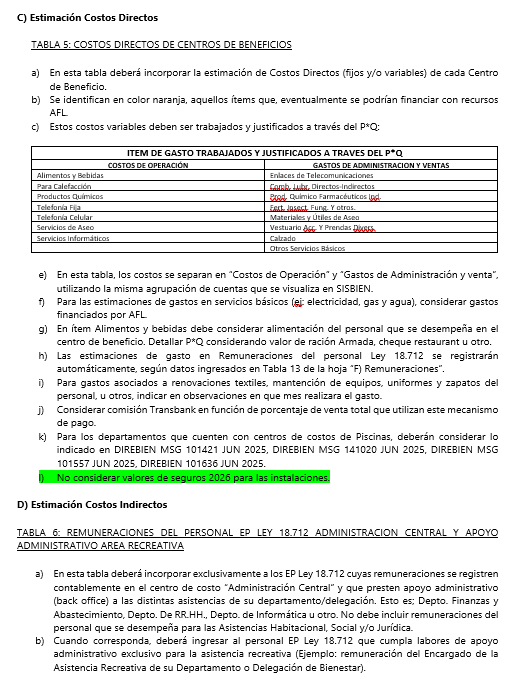 C) Estimación Costos Directos
TABLA 5: COSTOS DIRECTOS DE CENTROS DE BENEFICIOS
a) En esta tabla deberá incorporar la estimación de Costos Directos (fijos y/o variables) de cada Centro
de Beneficio.
b) Se identifican en color naranja, aquellos ítems que, eventualmente se podrían financiar con recursos
AFL.
c) Estos costos variables deben ser trabajados y justificados a través del P*Q:
ITEM DE GASTO TRABAJADOS Y JUSTIFICADOS A TRAVES DEL P*Q
COSTOS DE OPERACIÓN GASTOS DE ADMINISTRACION Y VENTAS
Alimentos y Bebidas Enlaces de Telecomunicaciones
Para Calefacción Comb. Lubr. Directos-Indirectos
Productos Químicos Prod. Químico Farmacéuticos Ind.
Telefonía Fija Fert. Insect. Fung. Y otros.
Telefonía Celular Materiales y Útiles de Aseo
Servicios de Aseo Vestuario Acc. Y Prendas Divers.
Servicios Informáticos Calzado
Otros Servicios Básicos
e) En esta tabla, los costos se separan en "Costos de Operación" y "Gastos de Administración y venta",
utilizando la misma agrupación de cuentas que se visualiza en SISBIEN.
f) Para las estimaciones de gastos en servicios básicos (ej: electricidad, gas y agua), considerar gastos
financiados por AFL.
g) En ítem Alimentos y bebidas debe considerar alimentación del personal que se desempeña en el
centro de beneficio. Detallar P*Q considerando valor de ración Armada, cheque restaurant u otro.
h) Las estimaciones de gasto en Remuneraciones del personal Ley 18.712 se registrarán
automáticamente, según datos ingresados en Tabla 13 de la hoja "F) Remuneraciones".
i) Para gastos asociados a renovaciones textiles, mantención de equipos, uniformes y zapatos del
personal, u otros, indicar en observaciones en que mes realizara el gasto.
j) Considerar comisión Transbank en función de porcentaje de venta total que utilizan este mecanismo
de pago.
k) Para los departamentos que cuenten con centros de costos de Piscinas, deberán considerar lo
indicado en DIREBIEN MSG 101421 JUN 2025, DIREBIEN MSG 141020 JUN 2025, DIREBIEN MSG
101557 JUN 2025, DIREBIEN 101636 JUN 2025.
l) No considerar valores de seguros 2026 para las instalaciones.
D) Estimación Costos Indirectos
TABLA 6: REMUNERACIONES DEL PERSONAL EP LEY 18.712 ADMINISTRACION CENTRAL Y APOYO
ADMINISTRATIVO AREA RECREATIVA
a) En esta tabla deberá incorporar exclusivamente a los EP Ley 18.712 cuyas remuneraciones se registren
contablemente en el centro de costo "Administración Central" y que presten apoyo administrativo
(back office) a las distintas asistencias de su departamento/delegación. Esto es; Depto. Finanzas y
Abastecimiento, Depto. De RR.HH., Depto. de Informática u otro. No debe incluir remuneraciones del
personal que se desempeña para las Asistencias Habitacional, Social y/o Jurídica.
b) Cuando corresponda, deberá ingresar al personal EP Ley 18.712 que cumpla labores de apoyo
administrativo exclusivo para la asistencia recreativa (Ejemplo: remuneración del Encargado de la
Asistencia Recreativa de su Departamento o Delegación de Bienestar).